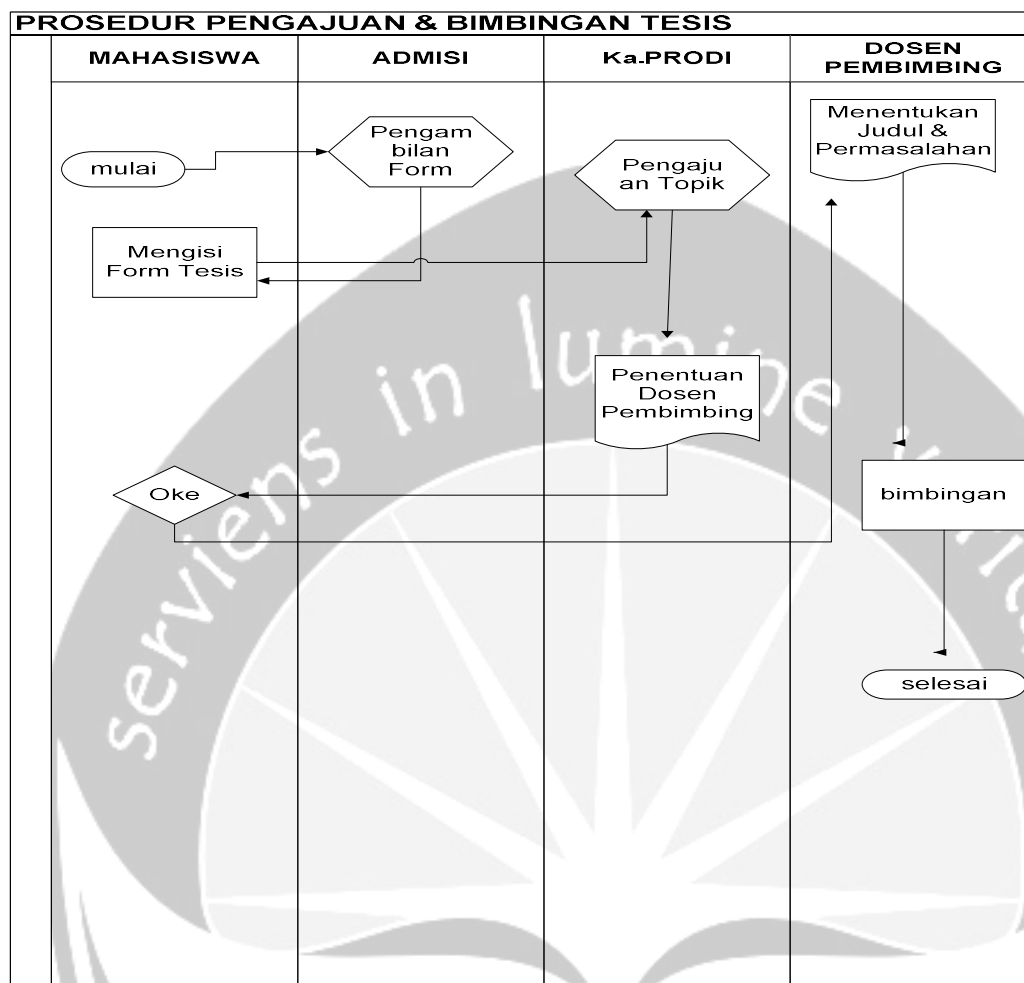 PROSEDUR PENGAJUAN & BIMBINGAN TESIS
MAHASISWA
ADMISI
Ka.PRODI
DOSEN
PEMBIMBING
mulai
Pengam
bilan
Form
Pengaju
an Topik
Menentukan
Judul &
Permasalahan
Mengisi
Form Tesis
Penentuan
Dosen
Pembimbing
Oke
bimbingan
selesai
serviens in lumine